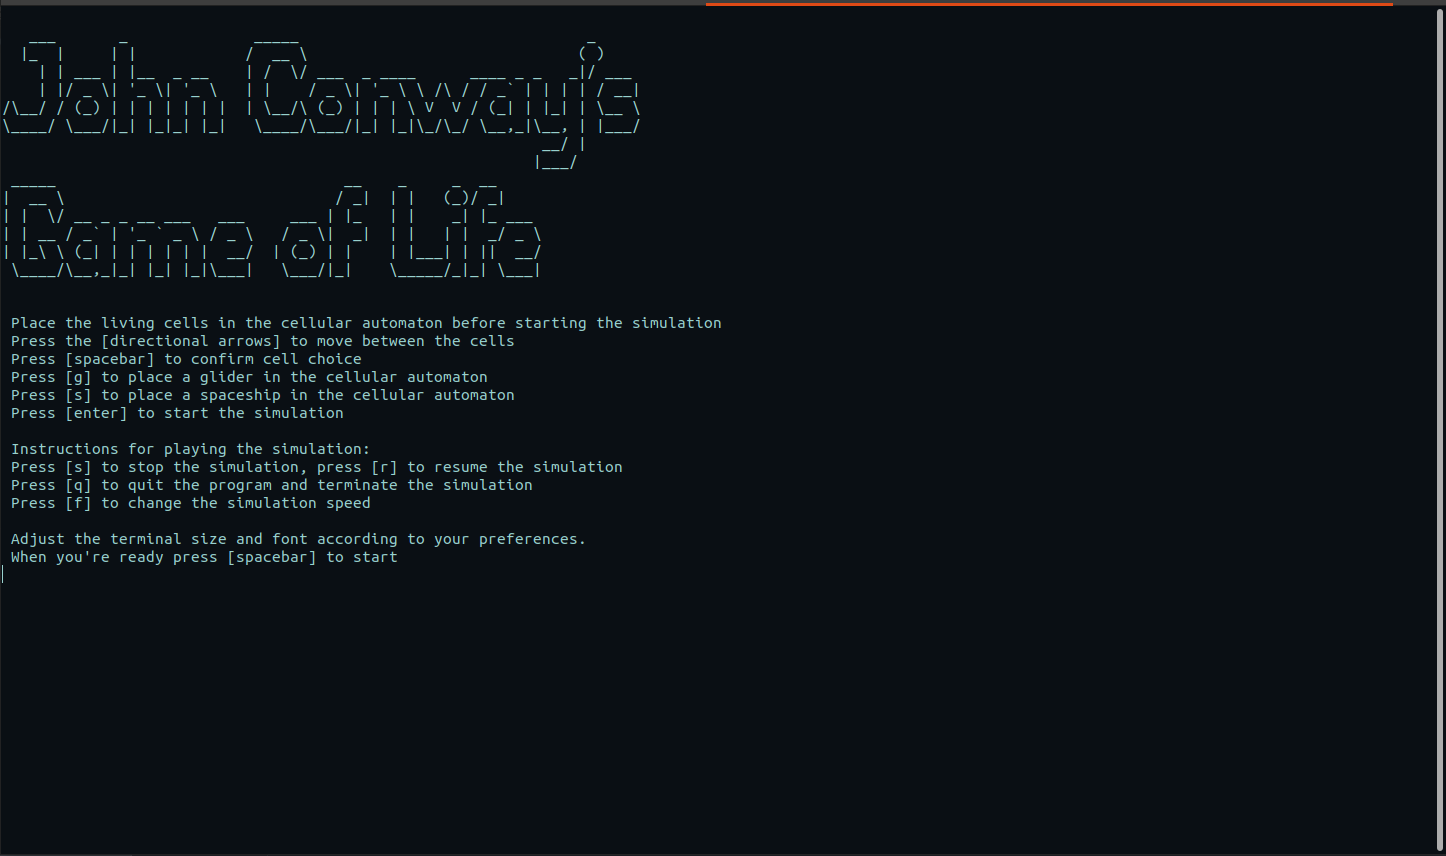 John Conway's
Game of Life
Place the living cells in the cellular automaton before starting the simulation
Press the [directional arrows] to move between the cells
Press [spacebar] to confirm cell choice
Press [g] to place a glider in the cellular automaton
Press [s] to place a spaceship in the cellular automaton
Press [enter] to start the simulation
Instructions for playing the simulation:
Press [s] to stop the simulation, press [r] to resume the simulation
Press [q] to quit the program and terminate the simulation
Press [f] to change the simulation speed
Adjust the terminal size and font according to your preferences.
When you're ready press [spacebar] to start